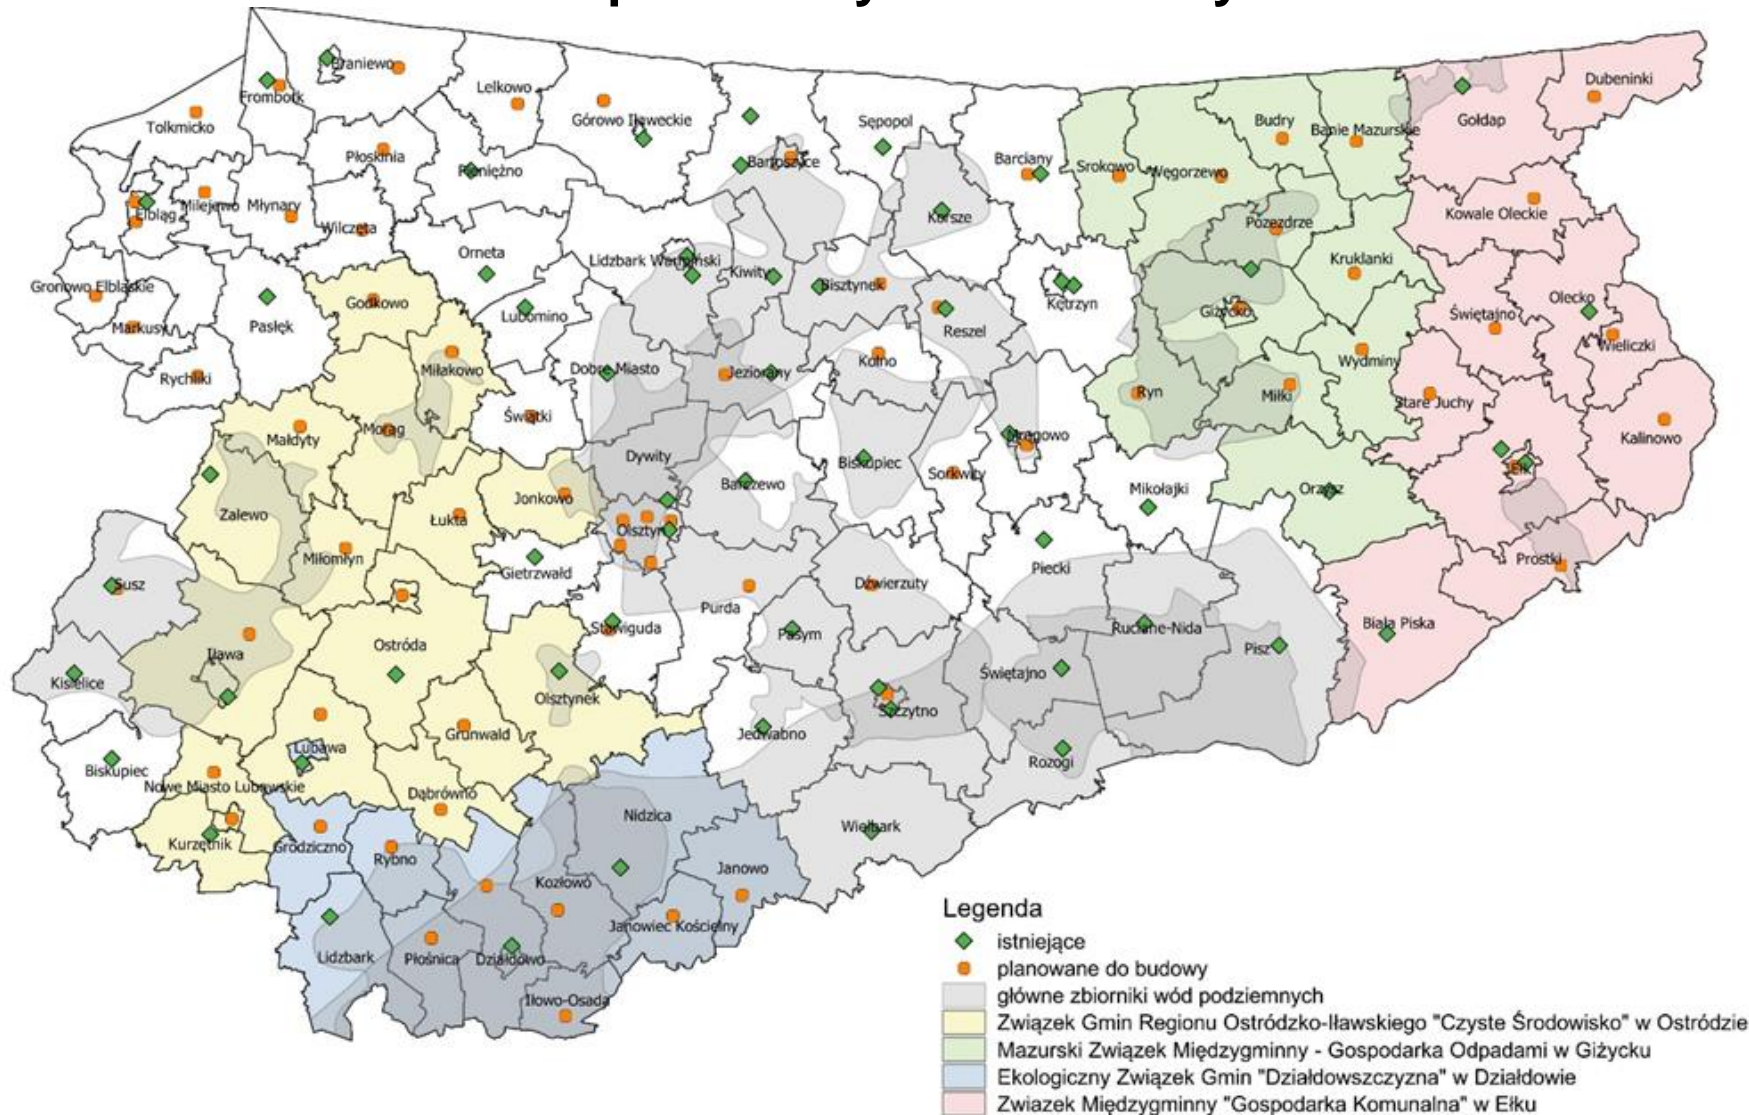 Braniewo
Lelkowo
Dubeninki
Frombork
Tolkmicko
Górowo Iławeckie
Sępopol
Budry
Banie Mazurskie
Gołdap
Płoskinia
Pieniężno
Bartoszyce
Barciany
Srokowo
Węgorzewo
Elbląg
Milejewo
Młynary
Wilczęta
Korsze
Pozezdrze
Kowale Oleckie
Orneta
Lidzbark Warmiński
Kiwity
Bisztynek
Kętrzyn
Kruklanki
Gronowo Elbląskie
Godkowo
Olecko
Markusy
Pasłęk
Lubomino
Reszel
Giżycko
Świętajno
Wieliczki
Rychliki
Miłakowo
Dobre Miasto
Jeziorany
Kolno
Wydminy
Ryn
Miłki
Stare Juchy
Świątki
Małdyty
Morąg
Mrągowo
Kalinowo
Dywity
Biskupiec
Sorkwity
Ełk
Zalewo
Jonkowo
Barczewo
Mikołajki
Orzysz
Łukta
Olsztyn
Miłomłyn
Gietrzwałd
Piecki
Prostki
Susz
Purda
Dźwierzuty
Stawiguda
Pasym
Ruciane-Nida
Biała Piska
Iława
Ostróda
Pisz
Kisielice
Świętajno
Olsztynek
Szczytno
Grunwald
Jedwabno
Lubawa
Rozogi
Biskupiec
Nowe Miasto Lubawskie
Dąbrówno
Nidzica
Wielbark
Kurzętnik
Grodziczno
Rybno
Janowo
Kozłowo
Janowiec Kościelny
Lidzbark
Płośnica
Działdowo
Iłowo-Osada
Legenda
istniejące
planowane do budowy
główne zbiorniki wód podziemnych
Związek Gmin Regionu Ostródzko-Iławskiego "Czyste Środowisko" w Ostródzie
Mazurski Związek Międzygminny - Gospodarka Odpadami w Giżycku
Ekologiczny Związek Gmin "Działdowszczyzna" w Działdowie
Zwiazek Międzygminny "Gospodarka Komunalna" w Ełku